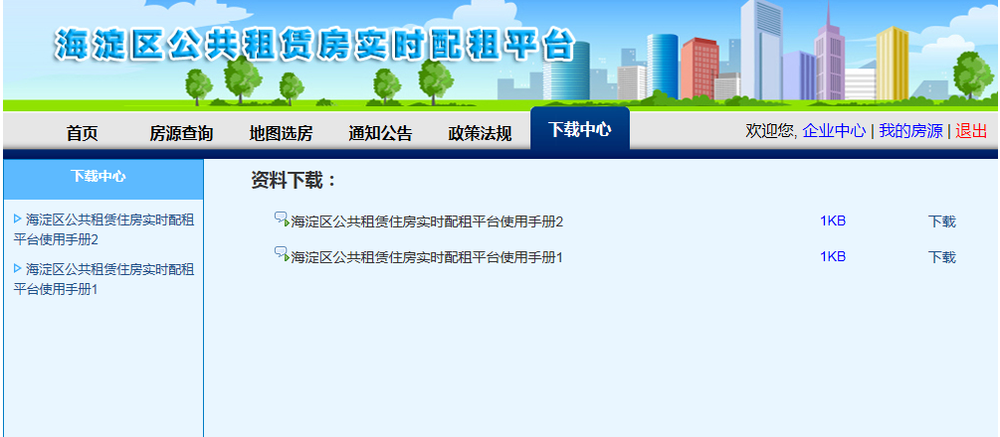 海淀区公共租赁房实时配租平台
首页 房源查询 地图选房 通知公告 政策法规 下载中心 欢迎您, 企业中心 | 我的房源 | 退出
下载中心
海淀区公共租赁住房实时配租
平台使用手册2
海淀区公共租赁住房实时配租
平台使用手册1
资料下载：
海淀区公共租赁住房实时配租平台使用手册2 1KB 下载
海淀区公共租赁住房实时配租平台使用手册1 1KB 下载